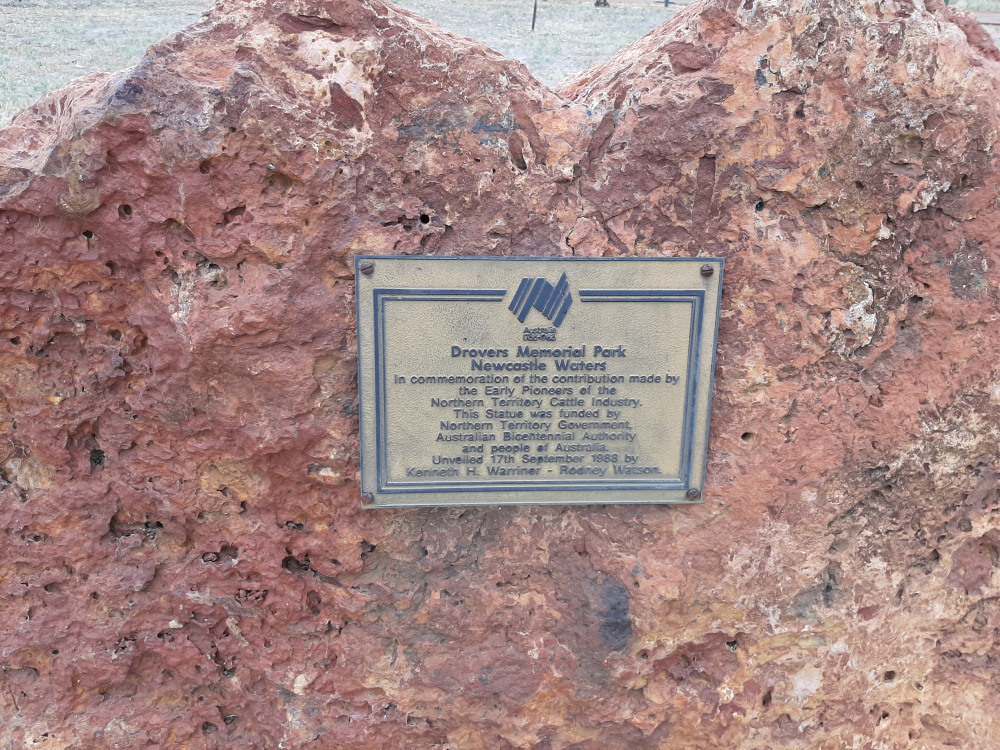 Australia
1788-1988
Drovers Memorial Park
Newcastle Waters
In commemoration of the contribution made by
the Early Pioneers of the
Northern Territory Cattle Industry.
This Statue was funded by
Northern Territory Government,
Australian Bicentennial Authority
and people of Australia.
Unveiled 17th September 1988 by
Kenneth H. Warriner - Rodney Watson.